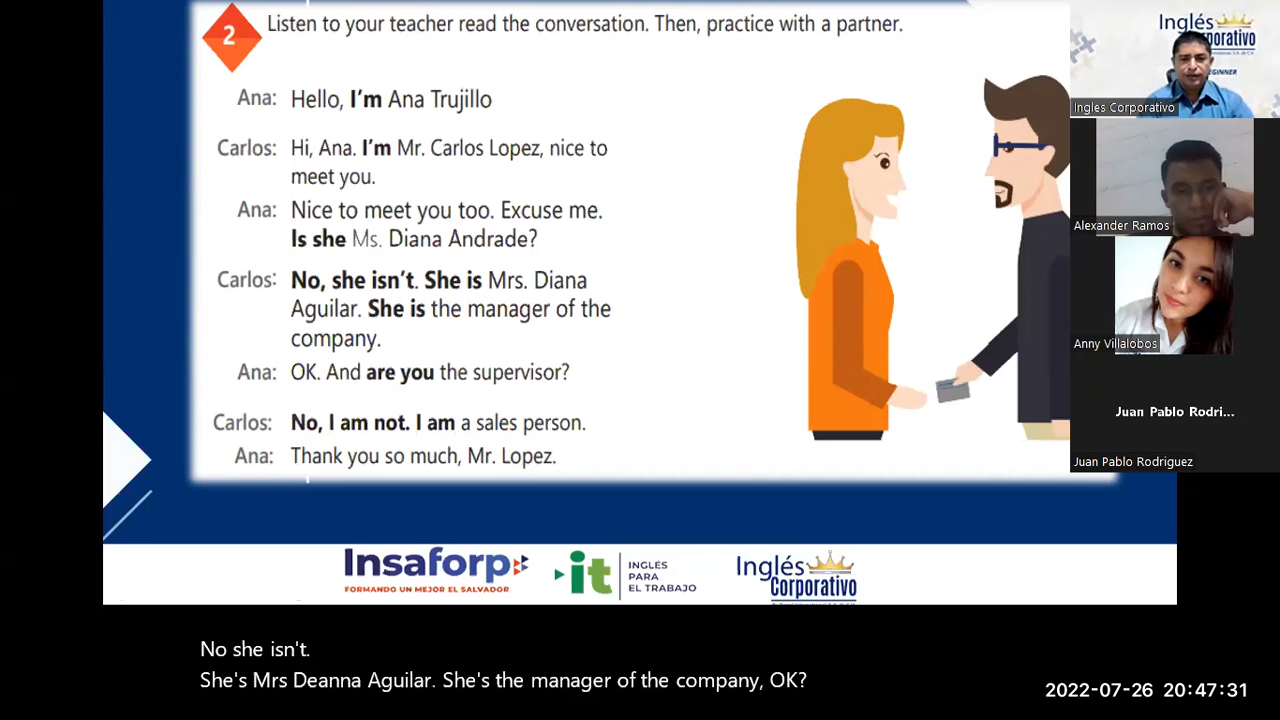 2 Listen to your teacher read the conversation. Then, practice with a partner.
Ana: Hello, I'm Ana Trujillo
Carlos: Hi, Ana. I'm Mr. Carlos Lopez, nice to
meet you.
Ana: Nice to meet you too. Excuse me.
Is she Ms. Diana Andrade?
Carlos: No, she isn't. She is Mrs. Diana
Aguilar. She is the manager of the
company.
Ana: OK. And are you the supervisor?
Carlos: No, I am not. I am a sales person.
Ana: Thank you so much, Mr. Lopez.
Inglés
Corporativo
BEGINNER
Ingles Corporativo
Alexander Ramos
Anny Villalobos
Juan Pablo Rodri...
Juan Pablo Rodriguez
Insaforp
FORMANDO UN MEJOR EL SALVADOR
it
INGLÉS
PARA
EL TRABAJO
Inglés
Corporativo
No she isn't.
She's Mrs Deanna Aguilar. She's the manager of the company, OK?
2022-07-26 20:47:31